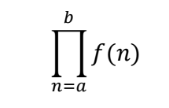 b
∏ f(n)
n=a